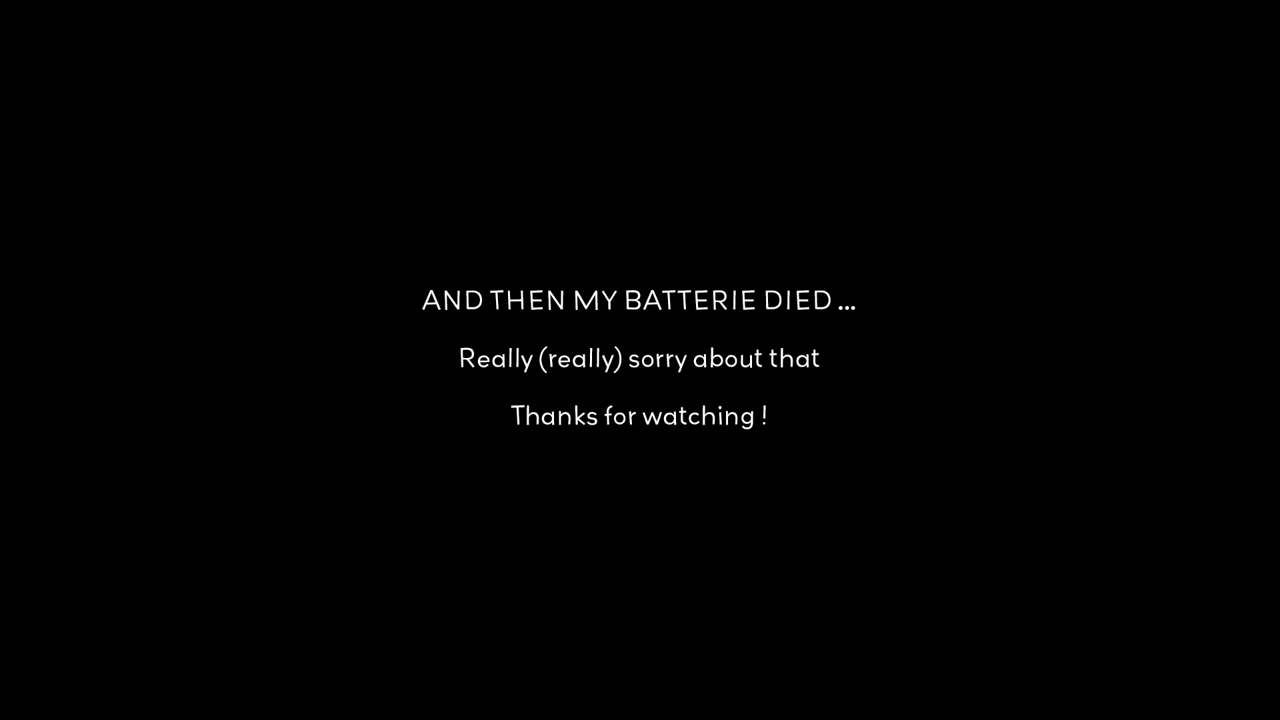 AND THEN MY BATTERIE DIED ...
Really (really) sorry about that
Thanks for watching !